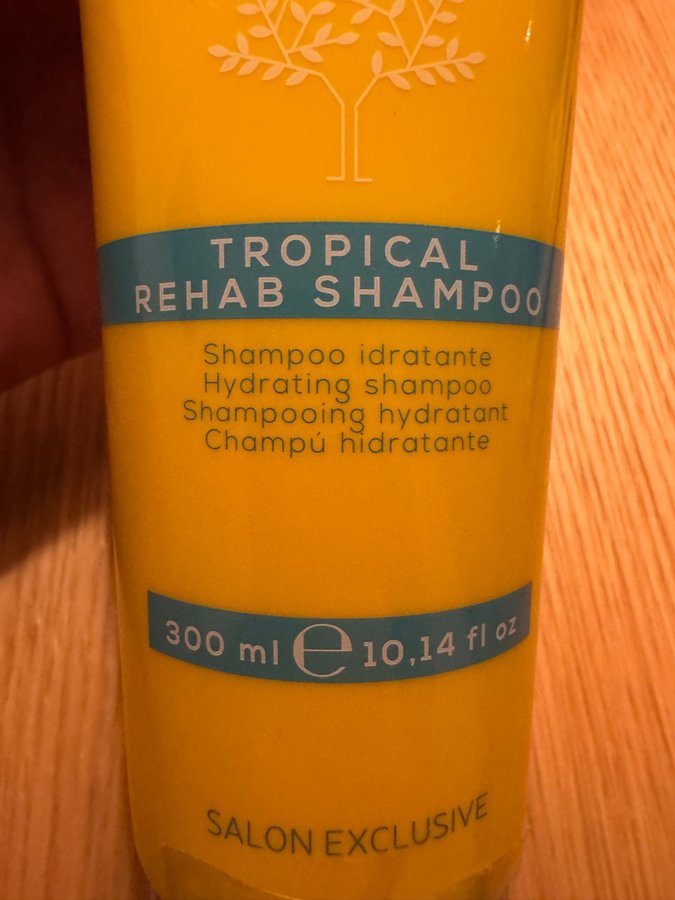 TROPICAL
REHAB SHAMPOO
Shampoo idratante
Hydrating shampoo
Shampooing hydratant
Champú hidratante
300 ml ℮ 10,14 fl oz
SALON EXCLUSIVE